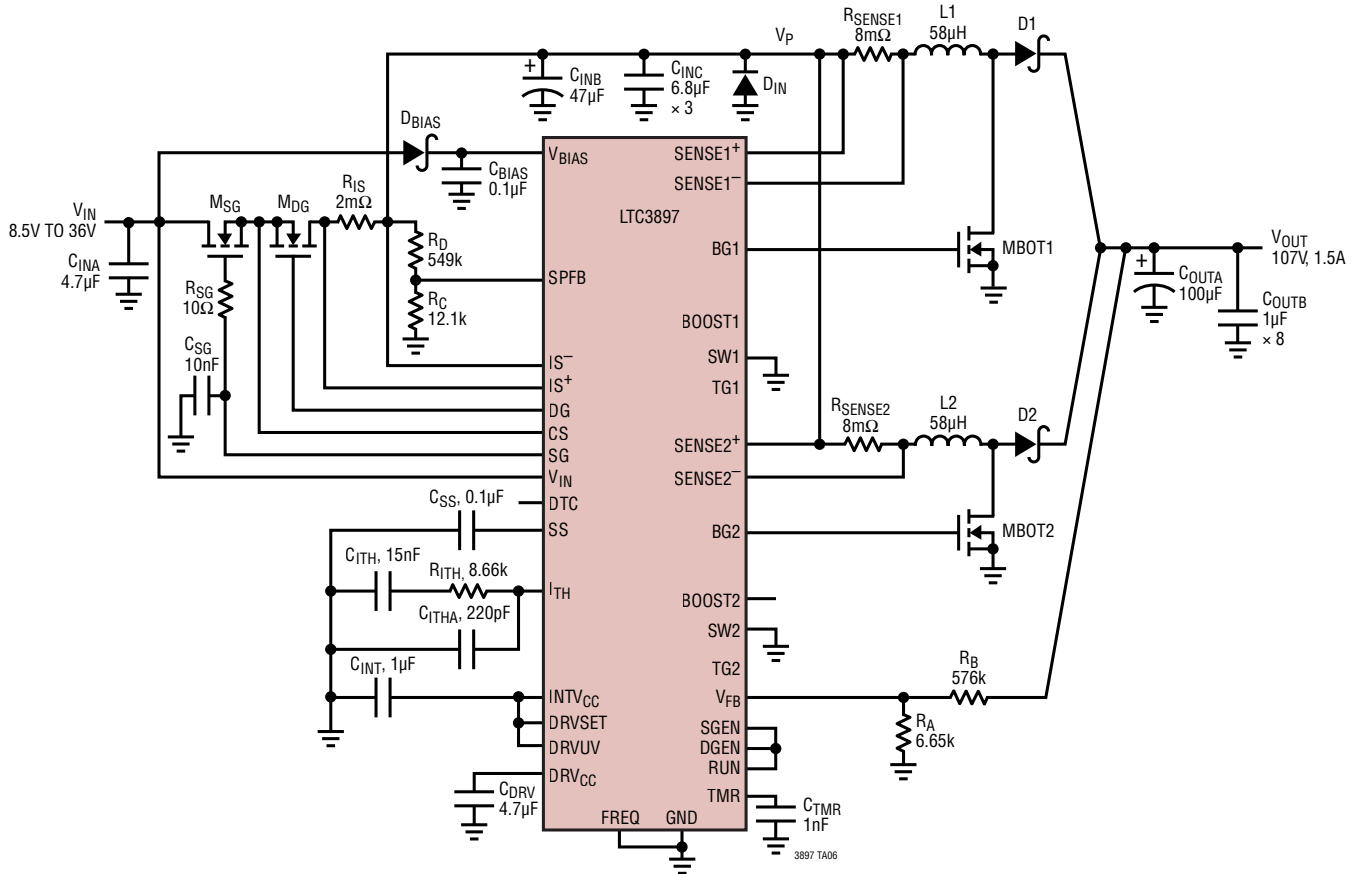 R_SENSE1
8mΩ
L1
58µH
D1
V_P
+
C_INB
47µF
C_INC
6.8µF
× 3
D_IN
D_BIAS
C_BIAS
0.1µF
V_BIAS
SENSE1⁺
SENSE1⁻
LTC3897
V_IN
8.5V TO 36V
M_SG
M_DG
R_IS
2mΩ
C_INA
4.7µF
R_SG
10Ω
C_SG
10nF
R_D
549k
R_C
12.1k
SPFB
BG1
MBOT1
V_OUT
107V, 1.5A
+
C_OUTA
100µF
C_OUTB
1µF
× 8
BOOST1
SW1
TG1
IS⁻
IS⁺
DG
CS
SG
V_IN
DTC
SS
R_SENSE2
8mΩ
L2
58µH
D2
SENSE2⁺
SENSE2⁻
BG2
MBOT2
C_SS, 0.1µF
C_ITH, 15nF
R_ITH, 8.66k
C_ITHA, 220pF
C_INT, 1µF
I_TH
BOOST2
SW2
TG2
INTV_CC
DRVSET
DRVUV
DRV_CC
C_DRV
4.7µF
V_FB
R_B
576k
R_A
6.65k
SGEN
DGEN
RUN
TMR
C_TMR
1nF
FREQ
GND
3897 TA06